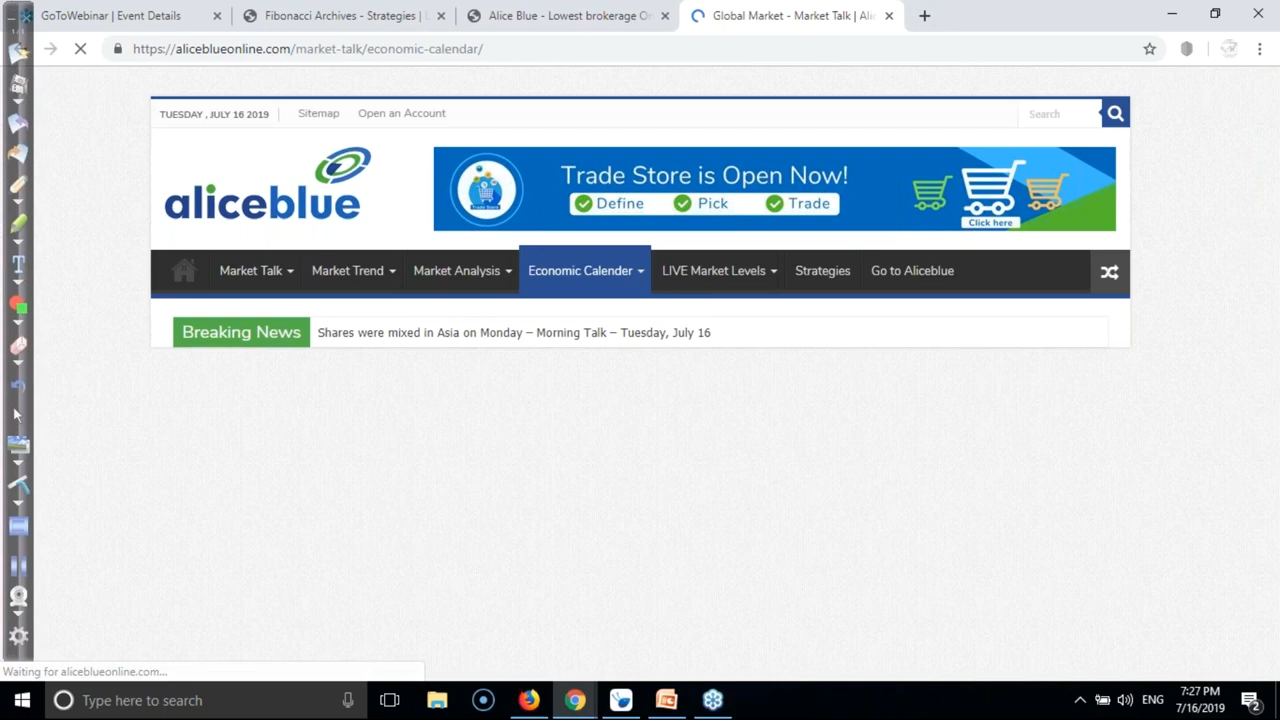 GoToWebinar | Event Details
Fibonacci Archives - Strategies |
Alice Blue - Lowest brokerage
Global Market - Market Talk |
https://aliceblueonline.com/market-talk/economic-calendar/
TUESDAY , JULY 16 2019
Sitemap
Open an Account
Search
aliceblue
Trade Store
Trade Store is Open Now!
Define
Pick
Trade
Click here
Market Talk
Market Trend
Market Analysis
Economic Calender
LIVE Market Levels
Strategies
Go to Aliceblue
Breaking News
Shares were mixed in Asia on Monday – Morning Talk – Tuesday, July 16
Waiting for aliceblueonline.com...
Type here to search
ENG
7:27 PM
7/16/2019
2